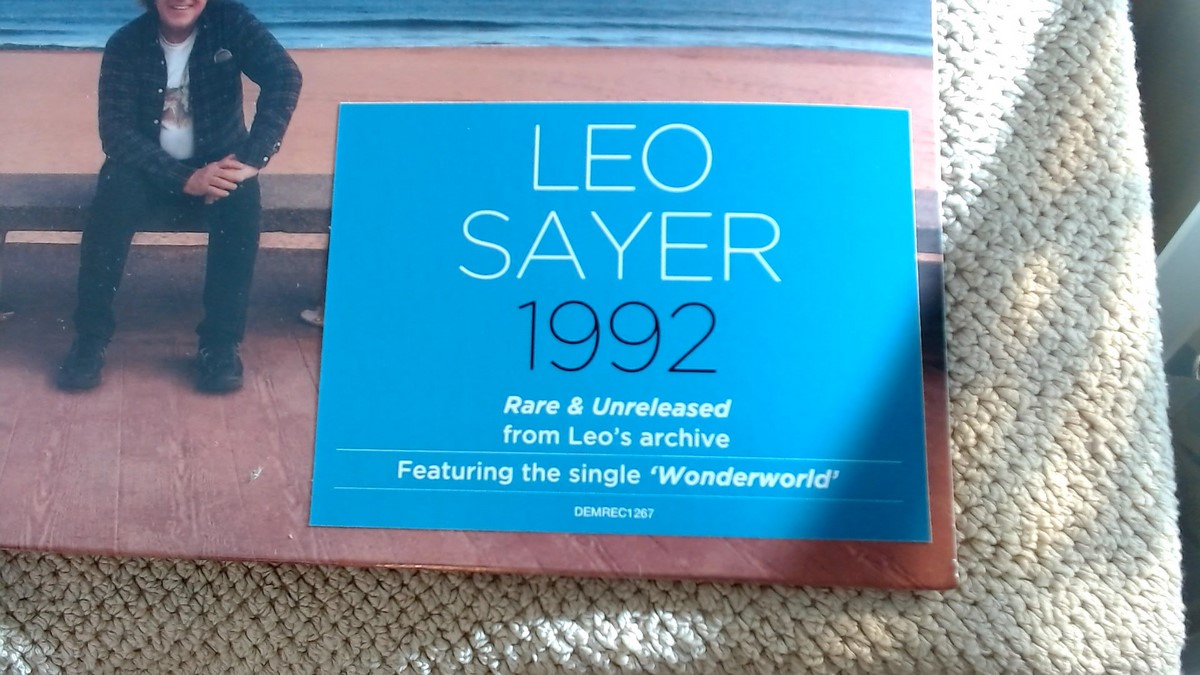 LEO
SAYER
1992
Rare & Unreleased
from Leo's archive
Featuring the single ‘Wonderworld’
DEMREC1267